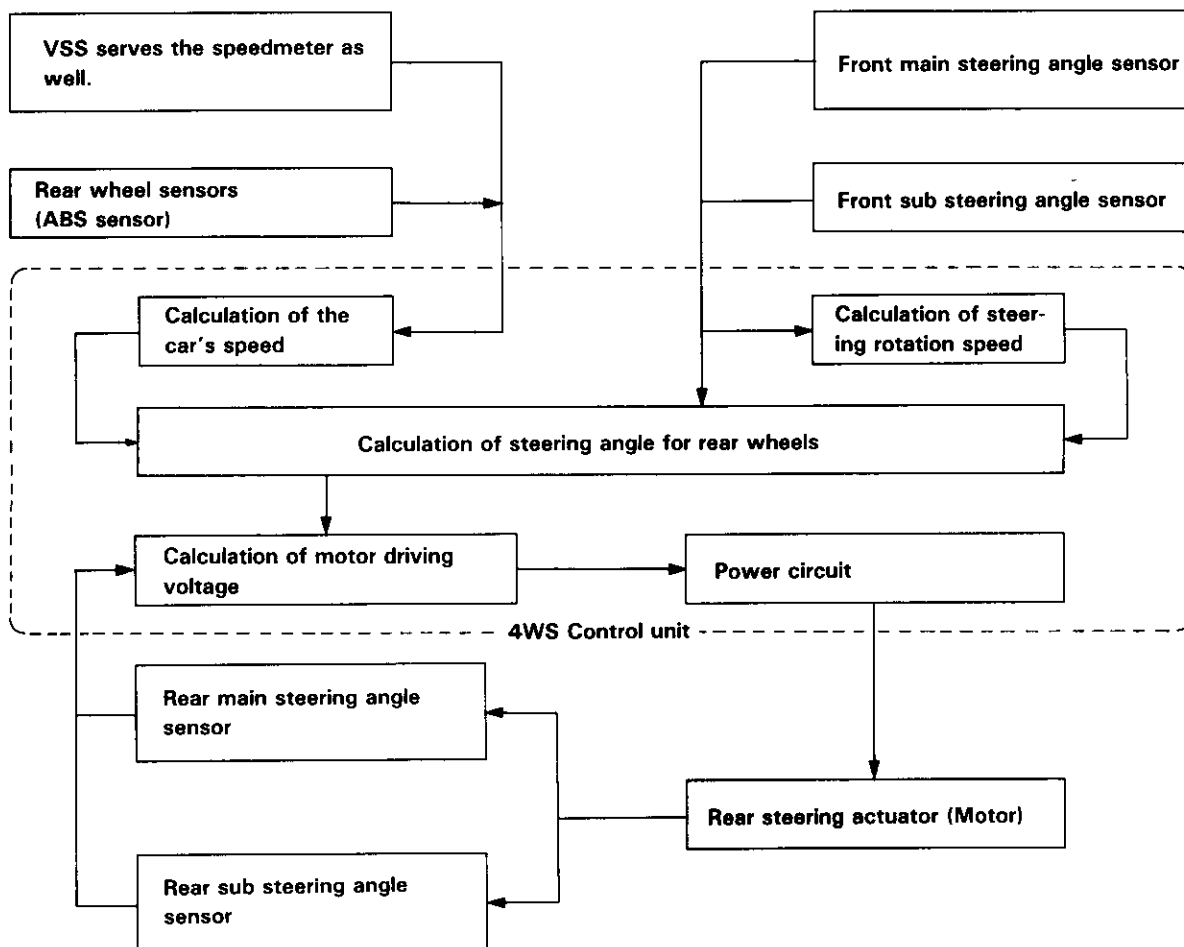 VSS serves the speedmeter as
well.
Front main steering angle sensor
Rear wheel sensors
(ABS sensor)
Front sub steering angle sensor
Calculation of the
car's speed
Calculation of steer-
ing rotation speed
Calculation of steering angle for rear wheels
Calculation of motor driving
voltage
Power circuit
4WS Control unit
Rear main steering angle
sensor
Rear steering actuator (Motor)
Rear sub steering angle
sensor